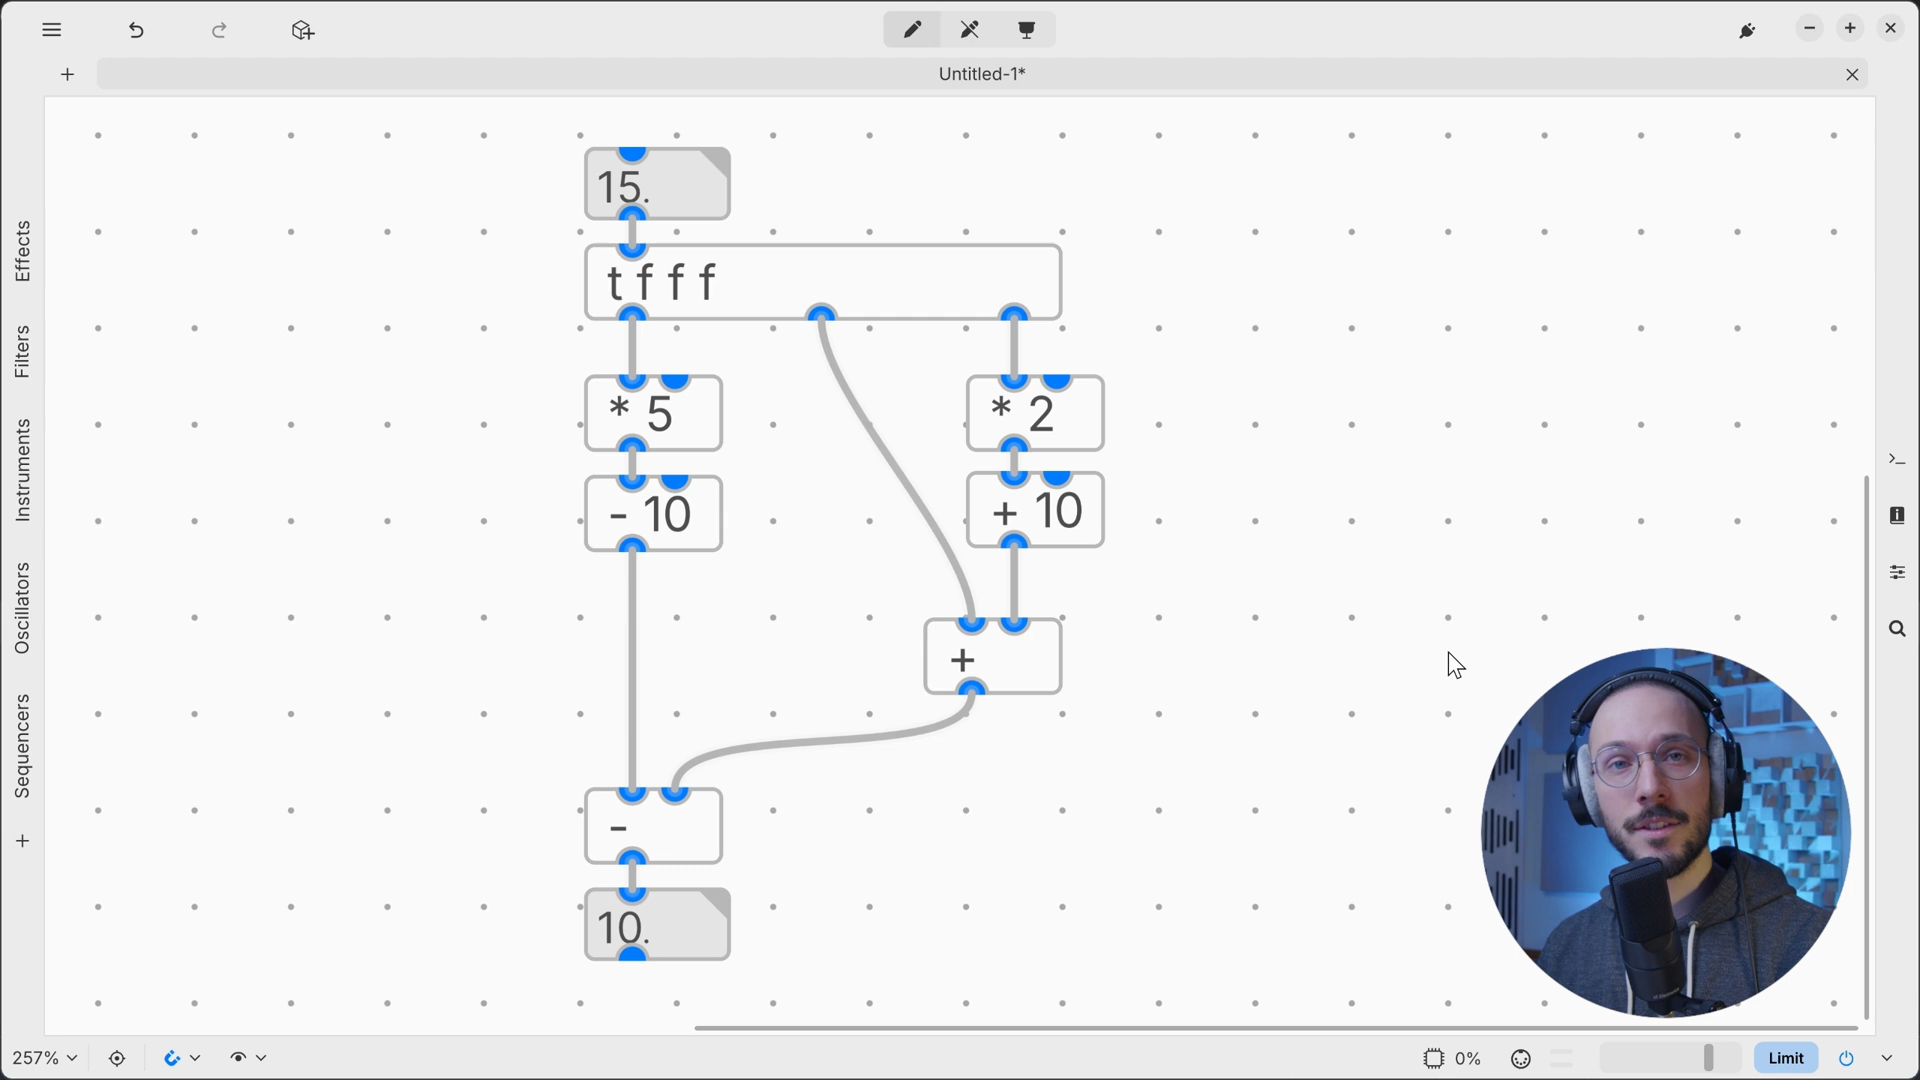 Untitled-1*
15.
t f f f
* 5
* 2
- 10
+ 10
+
-
10.
Effects
Filters
Instruments
Oscillators
Sequencers
257%
0%
Limit